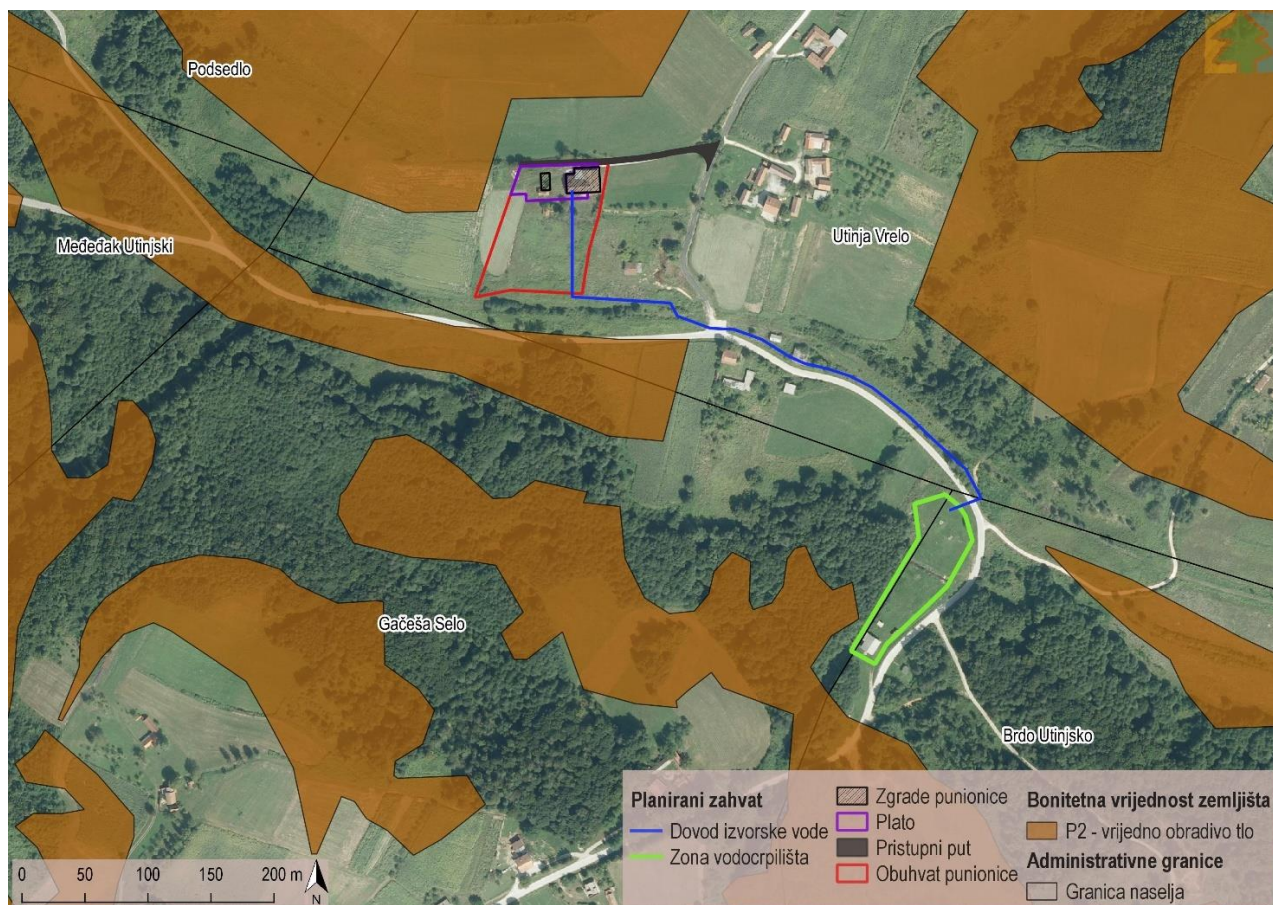 Podsedlo
Međeđak Utinjski
Utinja Vrelo
Gaćeša Selo
Brdo Utinjsko
0 50 100 150 200 m
N
Planirani zahvat
Dovod izvorske vode
Zona vodocrpilišta
Zgrade punionice
Plato
Pristupni put
Obuhvat punionice
Bonitetna vrijednost zemljišta
P2 - vrijedno obradivo tlo
Administrativne granice
Granica naselja